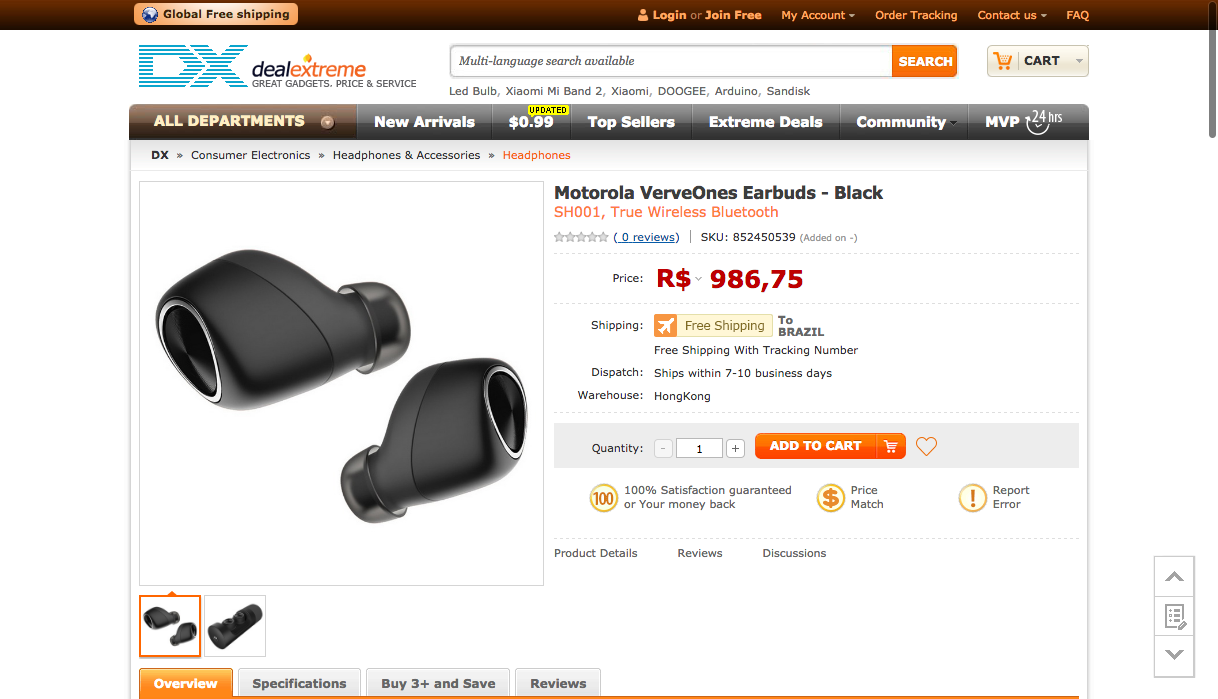 Global Free shipping
Login or Join Free
My Account
Order Tracking
Contact us
FAQ
DX dealextreme
GREAT GADGETS, PRICE & SERVICE
Multi-language search available
SEARCH
CART
Led Bulb, Xiaomi Mi Band 2, Xiaomi, DOOGEE, Arduino, Sandisk
ALL DEPARTMENTS
New Arrivals
UPDATED
$0.99
Top Sellers
Extreme Deals
Community
MVP 24 hrs
DX » Consumer Electronics » Headphones & Accessories » Headphones
Motorola VerveOnes Earbuds - Black
SH001, True Wireless Bluetooth
( 0 reviews) | SKU: 852450539 (Added on -)
Price: R$ 986,75
Shipping: Free Shipping To BRAZIL
Free Shipping With Tracking Number
Dispatch: Ships within 7-10 business days
Warehouse: HongKong
Quantity: - 1 + ADD TO CART
100 100% Satisfaction guaranteed
or Your money back
$ Price
Match
! Report
Error
Product Details
Reviews
Discussions
Overview
Specifications
Buy 3+ and Save
Reviews